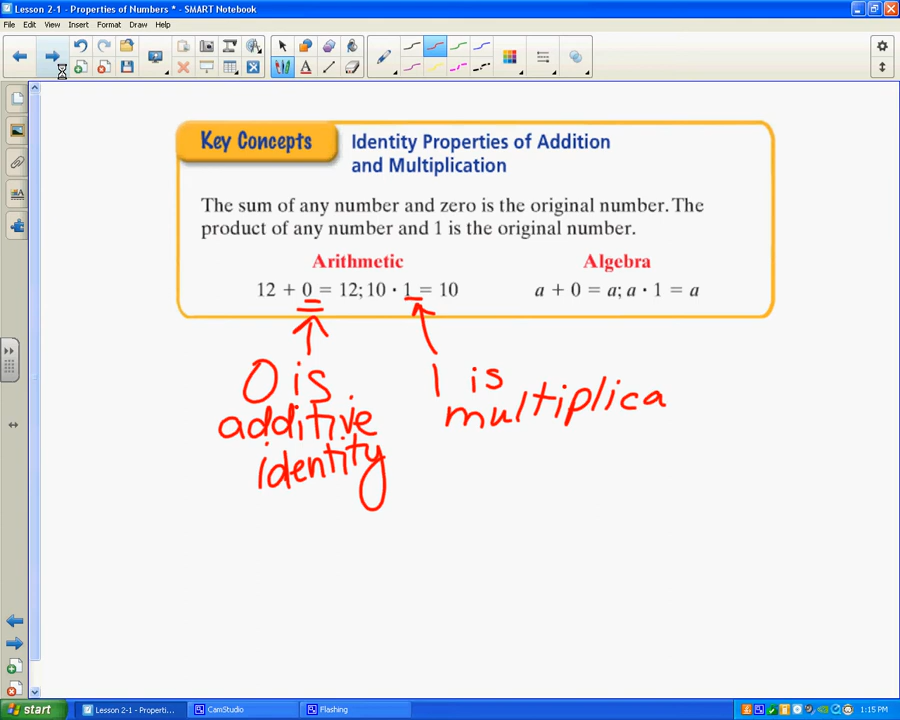 Lesson 2-1 - Properties of Numbers * - SMART Notebook
File Edit View Insert Format Draw Help
Key Concepts
Identity Properties of Addition
and Multiplication
The sum of any number and zero is the original number. The
product of any number and 1 is the original number.
Arithmetic Algebra
12 + 0 = 12; 10 · 1 = 10 a + 0 = a; a · 1 = a
0 is
additive
identity
1 is
multiplica
start Lesson 2-1 - Properti... CamStudio Flashing 1:15 PM